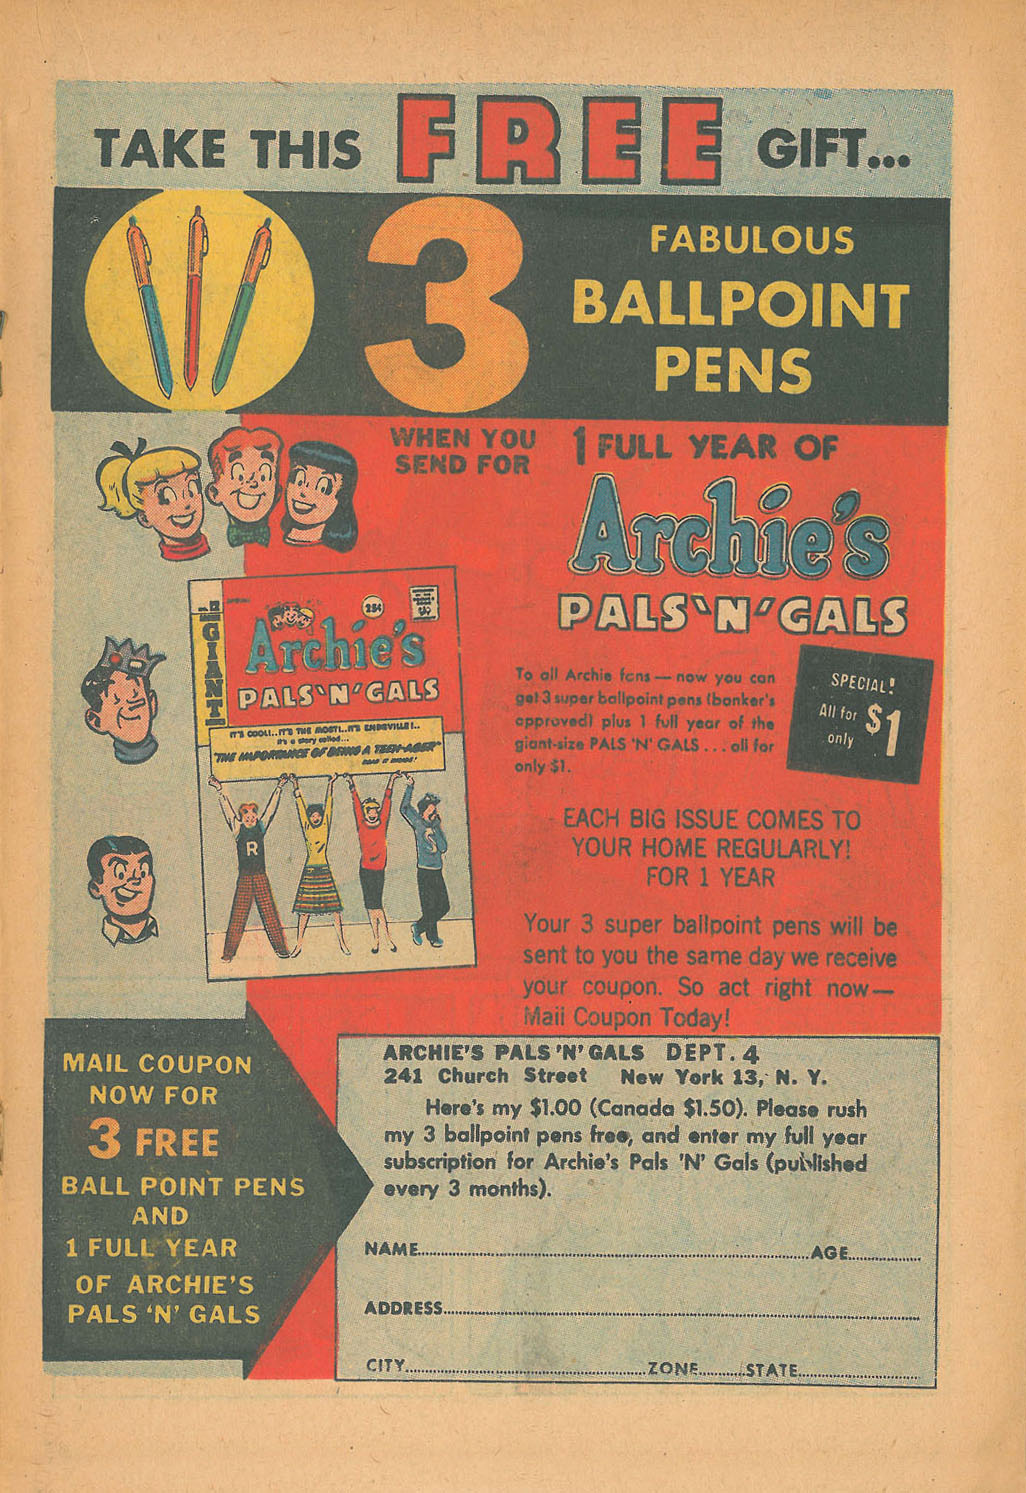 TAKE THIS FREE GIFT...
3 FABULOUS
BALLPOINT
PENS
WHEN YOU
SEND FOR
1 FULL YEAR OF
Archie's
PALS 'N' GALS
GIANT
25¢
Archie's
PALS 'N' GALS
IT'S COOL!..IT'S THE MOST!..IT'S ENDSVILLE!..
It's a story called...
"THE IMPORTANCE OF BEING A TEEN-AGER"
READ IT INSIDE!
R
S
To all Archie fans — now you can
get 3 super ballpoint pens (banker's
approved) plus 1 full year of the
giant-size PALS 'N' GALS . . . all for
only $1.
SPECIAL!
All for
only $1
EACH BIG ISSUE COMES TO
YOUR HOME REGULARLY!
FOR 1 YEAR
Your 3 super ballpoint pens will be
sent to you the same day we receive
your coupon. So act right now—
Mail Coupon Today!
MAIL COUPON
NOW FOR
3 FREE
BALL POINT PENS
AND
1 FULL YEAR
OF ARCHIE'S
PALS 'N' GALS
ARCHIE'S PALS 'N' GALS DEPT. 4
241 Church Street New York 13, N. Y.
Here's my $1.00 (Canada $1.50). Please rush
my 3 ballpoint pens free, and enter my full year
subscription for Archie's Pals 'N' Gals (published
every 3 months).
NAME AGE
ADDRESS
CITY ZONE STATE